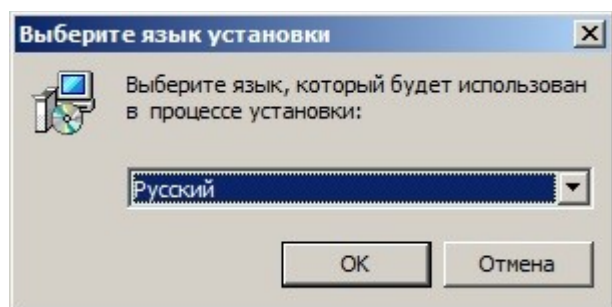 Выберите язык установки
Выберите язык, который будет использован
в процессе установки:
Русский
OK
Отмена